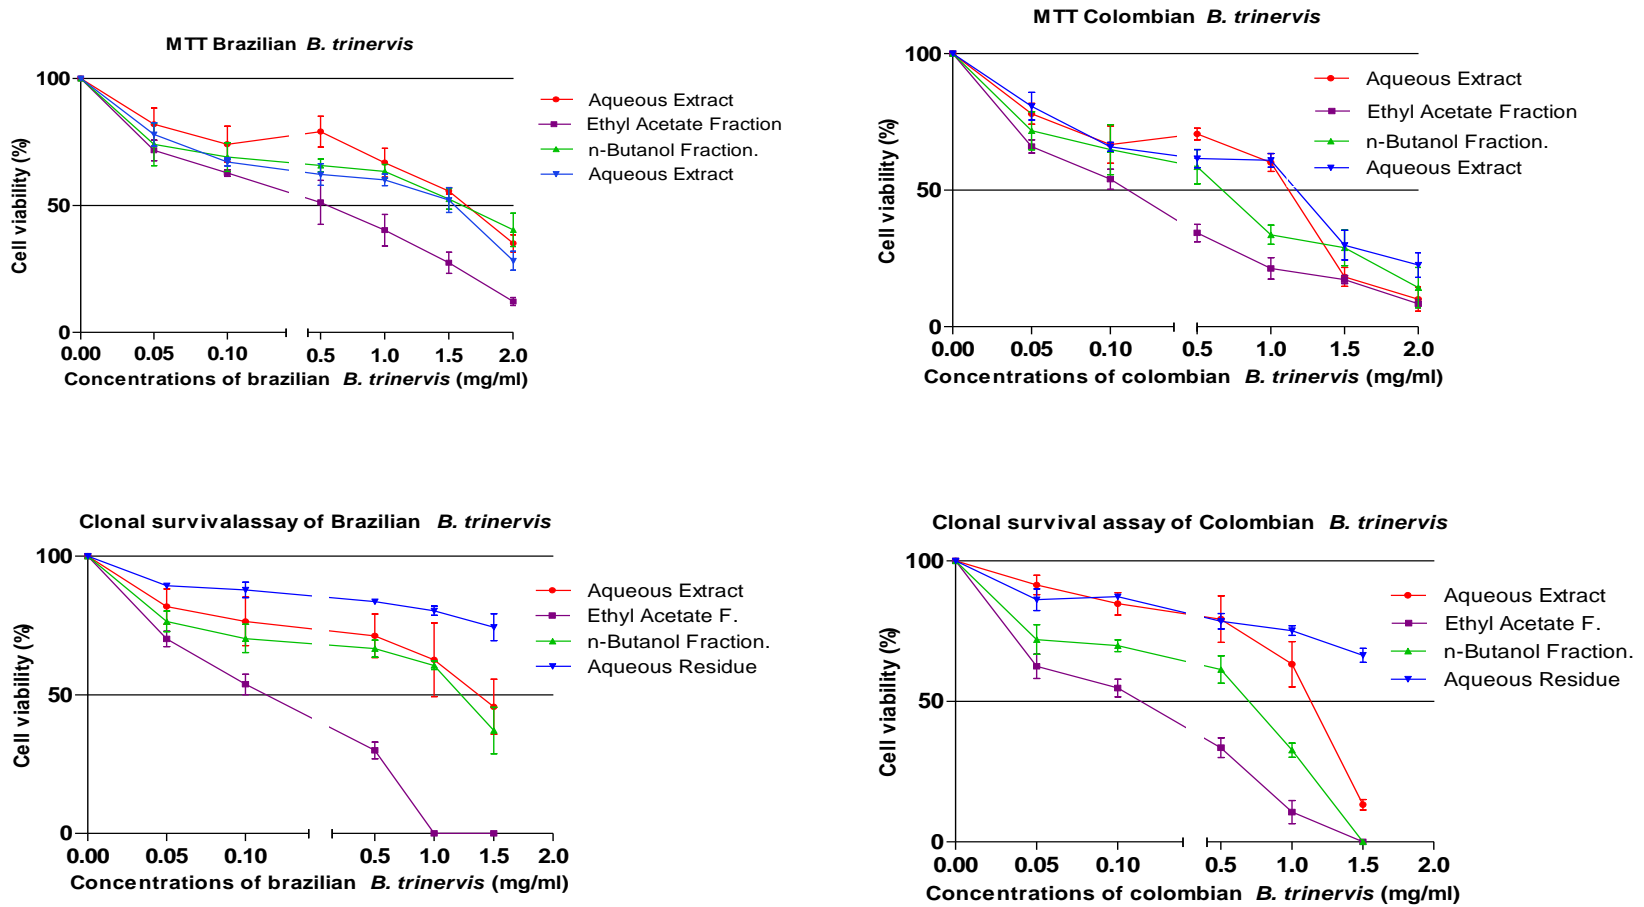 MTT Brazilian B. trinervis
100
50
0
Cell viability (%)
0.00 0.05 0.10 0.5 1.0 1.5 2.0
Concentrations of brazilian B. trinervis (mg/ml)
Aqueous Extract
Ethyl Acetate Fraction
n-Butanol Fraction.
Aqueous Extract
MTT Colombian B. trinervis
100
50
0
Cell viability (%)
0.00 0.05 0.10 0.5 1.0 1.5 2.0
Concentrations of colombian B. trinervis (mg/ml)
Aqueous Extract
Ethyl Acetate Fraction
n-Butanol Fraction.
Aqueous Extract
Clonal survivalassay of Brazilian B. trinervis
100
50
0
Cell viability (%)
0.00 0.05 0.10 0.5 1.0 1.5 2.0
Concentrations of brazilian B. trinervis (mg/ml)
Aqueous Extract
Ethyl Acetate F.
n-Butanol Fraction.
Aqueous Residue
Clonal survival assay of Colombian B. trinervis
100
50
0
Cell viability (%)
0.00 0.05 0.10 0.5 1.0 1.5 2.0
Concentrations of colombian B. trinervis (mg/ml)
Aqueous Extract
Ethyl Acetate F.
n-Butanol Fraction.
Aqueous Residue